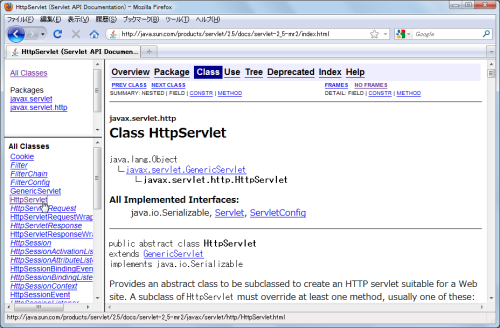 HttpServlet (Servlet API Documentation) - Mozilla Firefox
ファイル(F) 編集(E) 表示(V) 履歴(S) ブックマーク(B) ツール(T) ヘルプ(H)
http://java.sun.com/products/servlet/2.5/docs/servlet-2_5-mr2/index.html
Google
HttpServlet (Servlet API Documen...
All Classes
Packages
javax.servlet
javax.servlet.http
All Classes
Cookie
Filter
FilterChain
FilterConfig
GenericServlet
HttpServlet
HttpServletRequest
HttpServletRequestWrap
HttpServletResponse
HttpServletResponseWra
HttpSession
HttpSessionActivationLis
HttpSessionAttributeListe
HttpSessionBindingEven
HttpSessionBindingListe
HttpSessionContext
HttpSessionEvent
Overview Package Class Use Tree Deprecated Index Help
PREV CLASS NEXT CLASS FRAMES NO FRAMES
SUMMARY: NESTED | FIELD | CONSTR | METHOD DETAIL: FIELD | CONSTR | METHOD
javax.servlet.http
Class HttpServlet
java.lang.Object
javax.servlet.GenericServlet
javax.servlet.http.HttpServlet
All Implemented Interfaces:
java.io.Serializable, Servlet, ServletConfig
public abstract class HttpServlet
extends GenericServlet
implements java.io.Serializable
Provides an abstract class to be subclassed to create an HTTP servlet suitable for a Web
site. A subclass of HttpServlet must override at least one method, usually one of these:
http://java.sun.com/products/servlet/2.5/docs/servlet-2_5-mr2/javax/servlet/http/HttpServlet.html